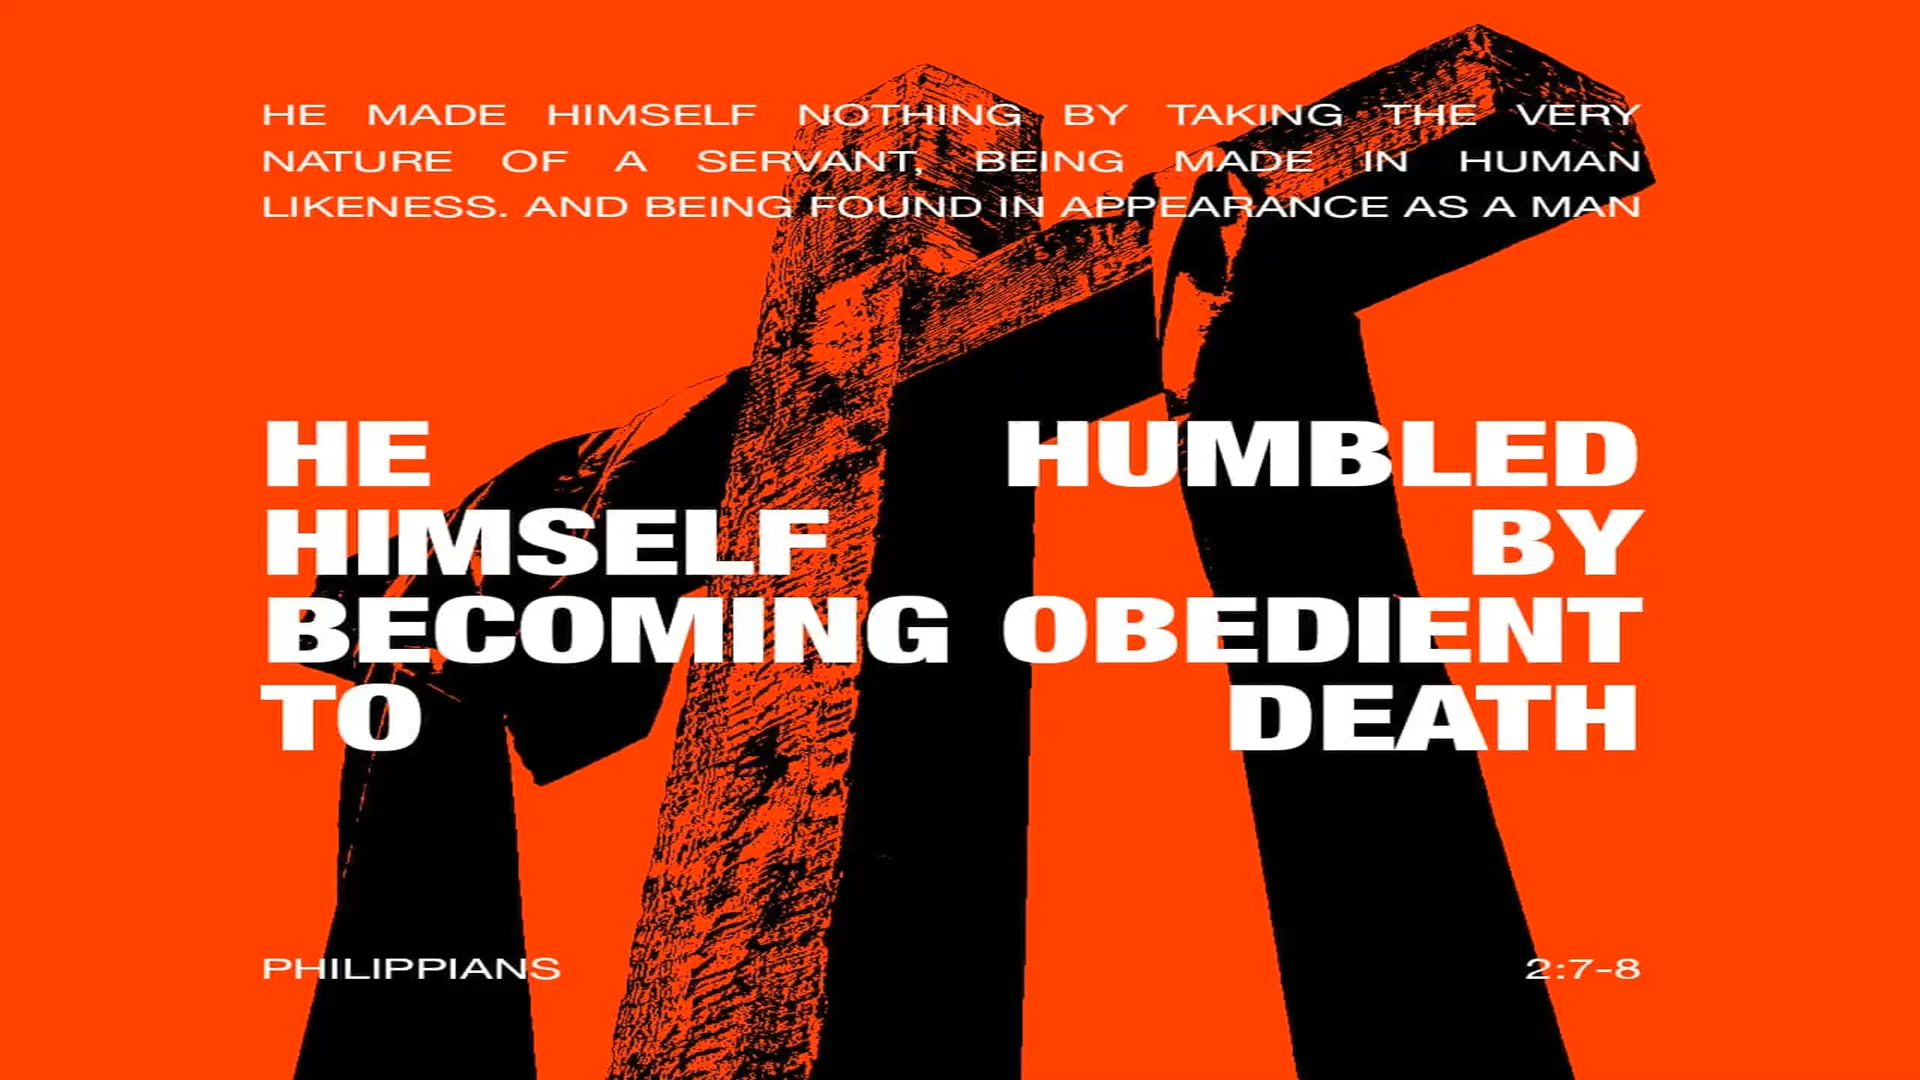 HE MADE HIMSELF NOTHING BY TAKING THE VERY
NATURE OF A SERVANT, BEING MADE IN HUMAN
LIKENESS. AND BEING FOUND IN APPEARANCE AS A MAN
HE HUMBLED
HIMSELF BY
BECOMING OBEDIENT
TO DEATH
PHILIPPIANS 2:7-8